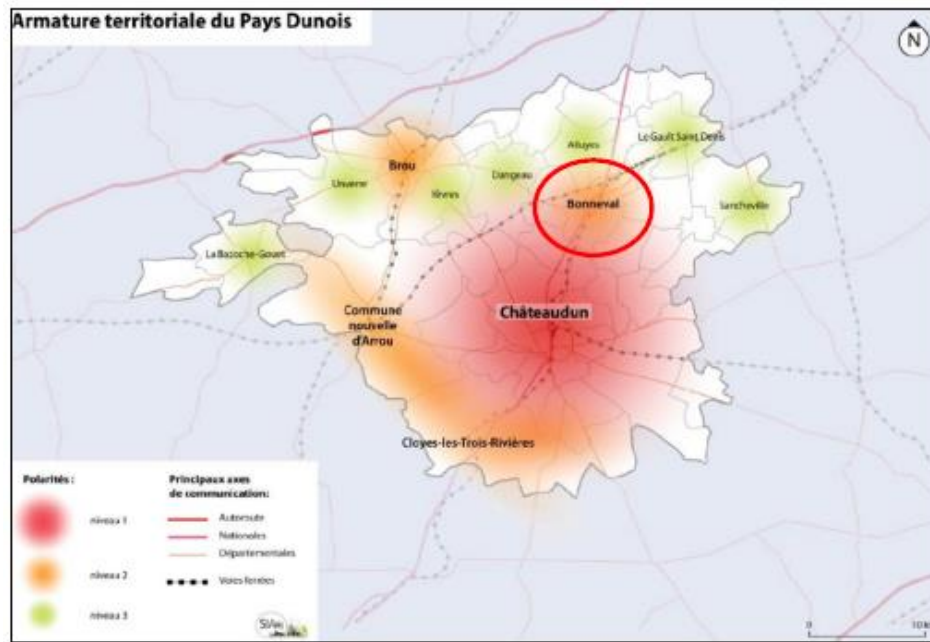 Armature territoriale du Pays Dunois
N
Le Gault Saint Denis
Alluyes
Brou
Dangeau
Unverre
Yèvres
Bonneval
Sancheville
La Bazoche-Gouet
Châteaudun
Commune
nouvelle
d'Arrou
Cloyes-les-Trois-Rivières
Polarités :
niveau 1
niveau 2
niveau 3
Principaux axes
de communication:
Autoroute
Nationales
Départementales
Voies ferrées
0